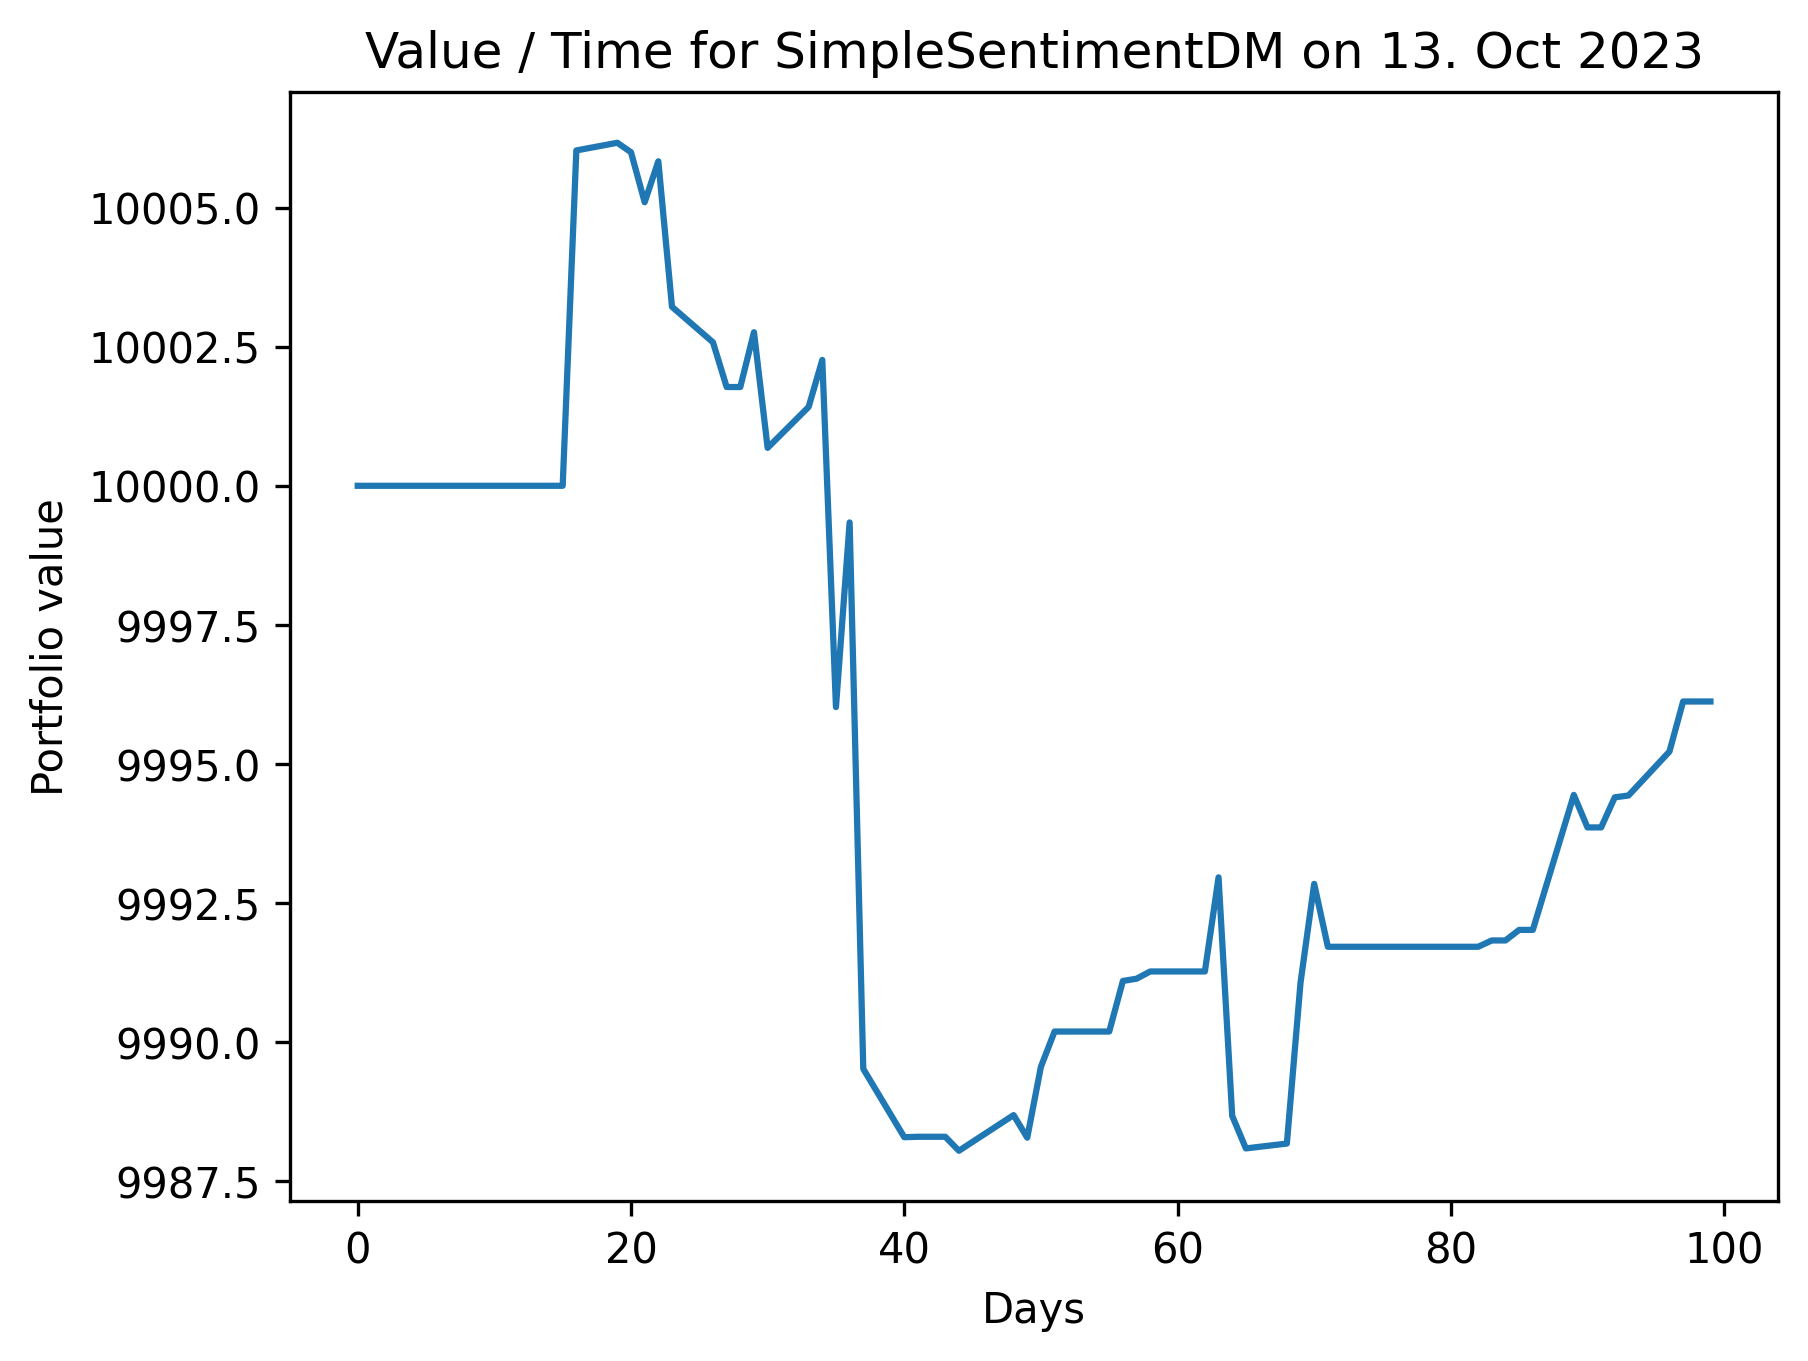 Value / Time for SimpleSentimentDM on 13. Oct 2023
Portfolio value
10005.0
10002.5
10000.0
9997.5
9995.0
9992.5
9990.0
9987.5
0 20 40 60 80 100
Days